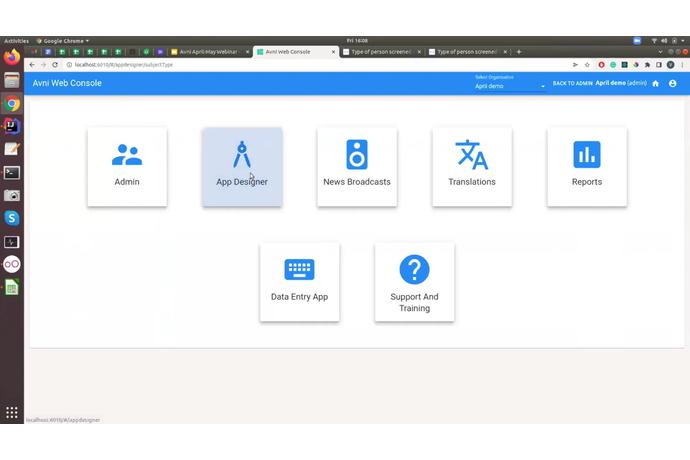 Activities
Google Chrome
Fri 16:08
Avni April-May Webinar -
Avni Web Console
Type of person screened
Type of person screened
localhost:6010/#/appdesigner/subjectType
Avni Web Console
Select Organisation
April demo
BACK TO ADMIN
April demo (admin)
Admin
App Designer
News Broadcasts
Translations
Reports
Data Entry App
Support And
Training
localhost:6010/#/appdesigner